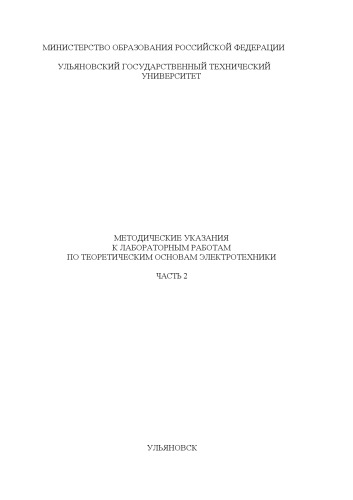 МИНИСТЕРСТВО ОБРАЗОВАНИЯ РОССИЙСКОЙ ФЕДЕРАЦИИ
УЛЬЯНОВСКИЙ ГОСУДАРСТВЕННЫЙ ТЕХНИЧЕСКИЙ
УНИВЕРСИТЕТ
МЕТОДИЧЕСКИЕ УКАЗАНИЯ
К ЛАБОРАТОРНЫМ РАБОТАМ
ПО ТЕОРЕТИЧЕСКИМ ОСНОВАМ ЭЛЕКТРОТЕХНИКИ
ЧАСТЬ 2
УЛЬЯНОВСК